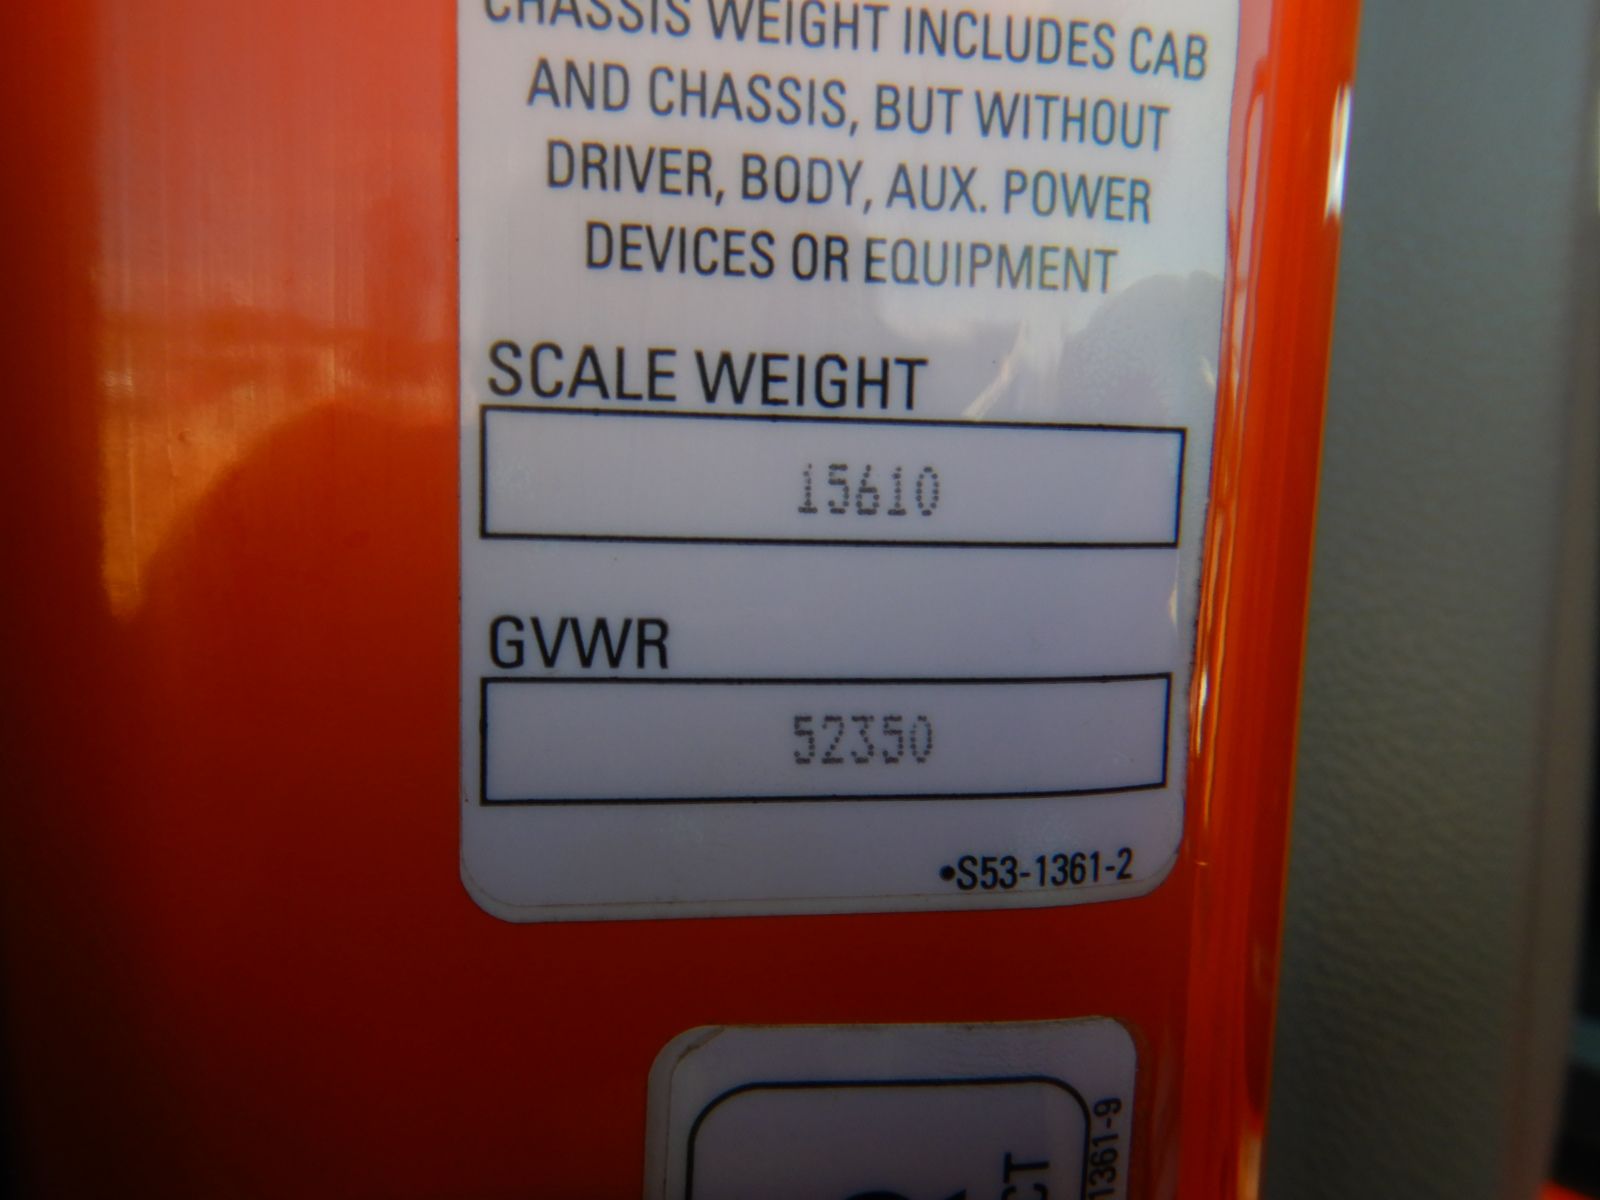 CHASSIS WEIGHT INCLUDES CAB
AND CHASSIS, BUT WITHOUT
DRIVER, BODY, AUX. POWER
DEVICES OR EQUIPMENT
SCALE WEIGHT
15610
GVWR
52350
•S53-1361-2
1361-9
CT